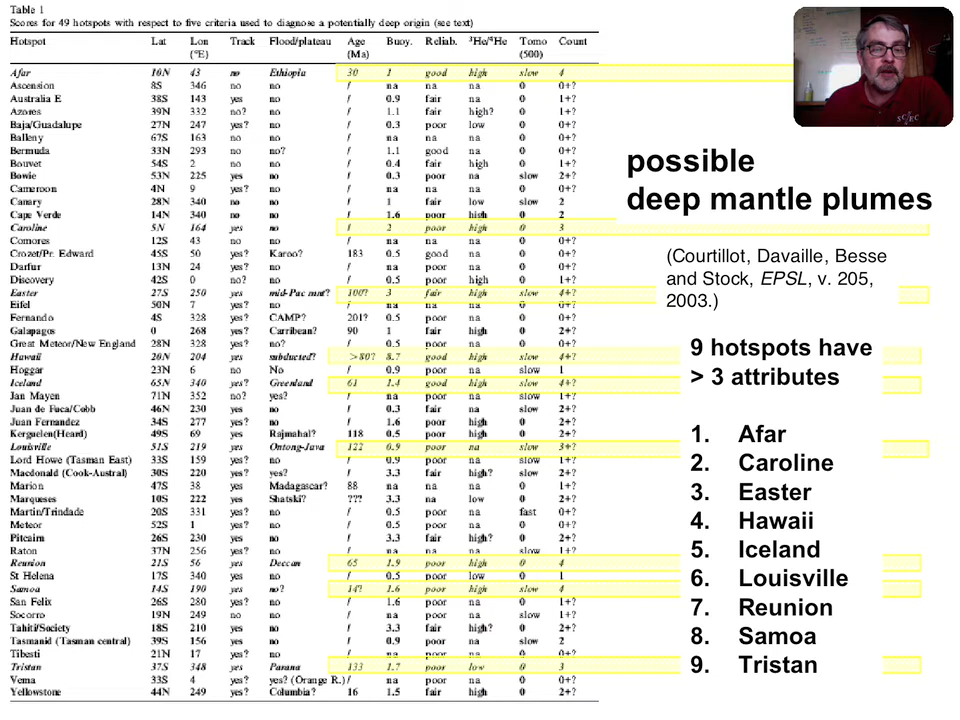 Table 1
Scores for 49 hotspots with respect to five criteria used to diagnose a potentially deep origin (see text)
Hotspot Lat Lon (°E) Track Flood/plateau Age (Ma) Buoy. Reliab. ³He/⁴He Tomo (500) Count
Afar 10N 43 no Ethiopia 30 1 good high slow 4
Ascension 8S 346 no no / na na na 0 0+?
Australia E 38S 143 yes no / 0.9 fair na 0 1+?
Azores 39N 332 no? no / 1.1 fair high? 0 1+?
Baja/Guadalupe 27N 247 yes? no / 0.3 poor low 0 0+?
Balleny 67S 163 no no / na na na 0 0+?
Bermuda 33N 293 no no? / 1.1 good na 0 0+?
Bouvet 54S 2 no no / 0.4 fair high 0 1+?
Bowie 53N 225 yes no / 0.3 poor na slow 2+?
Cameroon 4N 9 yes? no / na na na 0 0+?
Canary 28N 340 no no / 1 fair low slow 2
Cape Verde 14N 340 no no / 1.6 poor high 0 2
Caroline 5N 164 yes no / 2 poor high 0 3
Comores 12S 43 no no / na na na 0 0+?
Crozet/Pr. Edward 45S 50 yes? Karoo? 183 0.5 good na 0 0+?
Darfur 13N 24 yes? no / na poor na 0 0+?
Discovery 42S 0 no? no / 0.5 poor high 0 1+?
Easter 27S 250 yes mid-Pac mnt? 100? 3 fair high slow 4+?
Eifel 50N 7 yes? no / na na na 0 0+?
Fernando 4S 328 yes? CAMP? 201? 0.5 poor na 0 0+?
Galapagos 0 268 yes? Carribean? 90 1 fair high 0 2+?
Great Meteor/New England 28N 328 yes? no? / 0.5 poor na 0 0+?
Hawaii 20N 204 yes subducted? >80? 8.7 good high slow 4+?
Hoggar 23N 6 no No / 0.9 poor na slow 1
Iceland 65N 340 yes? Greenland 61 1.4 good high slow 4+?
Jan Mayen 71N 352 no? yes? / na poor na slow 1+?
Juan de Fuca/Cobb 46N 230 yes no / 0.3 fair na slow 2+?
Juan Fernandez 34S 277 yes? no / 1.6 poor high 0 2+?
Kerguelen(Heard) 49S 69 yes Rajmahal? 118 0.5 poor high 0 2+?
Louisville 51S 219 yes Ontong-Java 122 0.9 poor na slow 3+?
Lord Howe (Tasman East) 33S 159 yes? no / 0.9 poor na slow 1+?
Macdonald (Cook-Austral) 30S 220 yes? yes? / 3.3 fair high? slow 2+?
Marion 47S 38 yes Madagascar? 88 na na na 0 1+?
Marqueses 10S 222 yes Shatski? ??? 3.3 na low 0 2+?
Martin/Trindade 20S 331 yes? no / 0.5 poor na fast 0+?
Meteor 52S 1 yes? no / 0.5 poor na 0 0+?
Pitcairn 26S 230 yes no / 3.3 fair high? 0 2+?
Raton 37N 256 yes? no / na na na slow 1+?
Reunion 21S 56 yes Deccan 65 1.9 poor high 0 4
St Helena 17S 340 yes no / 0.5 poor low 0 1
Samoa 14S 190 yes no? 14? 1.6 poor high slow 4
San Felix 26S 280 yes? no / 1.6 poor na 0 1+?
Socorro 19N 249 no no / na poor na slow 1+?
Tahiti/Society 18S 210 yes no / 3.3 fair high? 0 2+?
Tasmanid (Tasman central) 39S 156 yes no / 0.9 poor na slow 2
Tibesti 21N 17 yes? no / na poor na 0 0+?
Tristan 37S 348 yes Parana 133 1.7 poor low 0 3
Vema 33S 4 yes? yes? (Orange R.) / na poor na 0 0+?
Yellowstone 44N 249 yes? Columbia? 16 1.5 fair high 0 2+?
possible
deep mantle plumes
(Courtillot, Davaille, Besse
and Stock, EPSL, v. 205,
2003.)
9 hotspots have
> 3 attributes
1. Afar
2. Caroline
3. Easter
4. Hawaii
5. Iceland
6. Louisville
7. Reunion
8. Samoa
9. Tristan